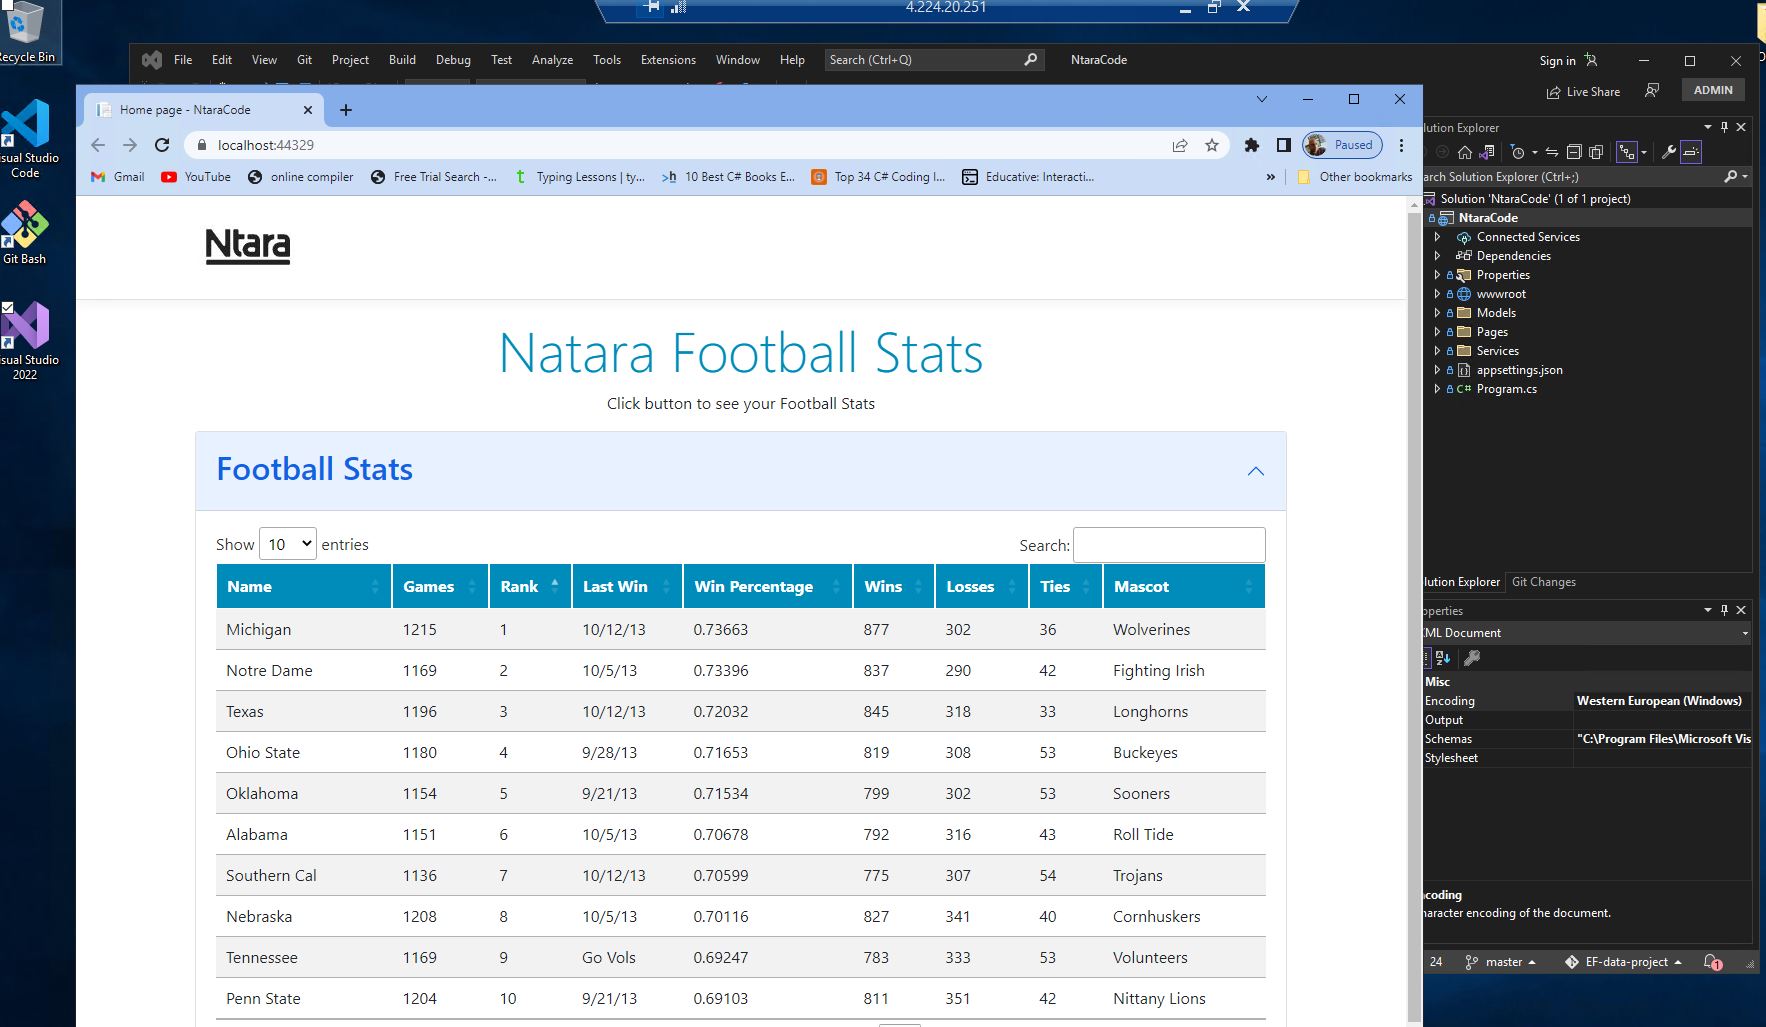 4.224.20.251
Recycle Bin
File Edit View Git Project Build Debug Test Analyze Tools Extensions Window Help Search (Ctrl+Q) NtaraCode Sign in
Live Share ADMIN
Home page - NtaraCode
localhost:44329 Paused
Gmail YouTube online compiler Free Trial Search -... Typing Lessons | ty... 10 Best C# Books E... Top 34 C# Coding I... Educative: Interacti... » Other bookmarks
isual Studio
Code
Git Bash
isual Studio
2022
Ntara
Natara Football Stats
Click button to see your Football Stats
Football Stats
Show 10 entries Search:
Name Games Rank Last Win Win Percentage Wins Losses Ties Mascot
Michigan 1215 1 10/12/13 0.73663 877 302 36 Wolverines
Notre Dame 1169 2 10/5/13 0.73396 837 290 42 Fighting Irish
Texas 1196 3 10/12/13 0.72032 845 318 33 Longhorns
Ohio State 1180 4 9/28/13 0.71653 819 308 53 Buckeyes
Oklahoma 1154 5 9/21/13 0.71534 799 302 53 Sooners
Alabama 1151 6 10/5/13 0.70678 792 316 43 Roll Tide
Southern Cal 1136 7 10/12/13 0.70599 775 307 54 Trojans
Nebraska 1208 8 10/5/13 0.70116 827 341 40 Cornhuskers
Tennessee 1169 9 Go Vols 0.69247 783 333 53 Volunteers
Penn State 1204 10 9/21/13 0.69103 811 351 42 Nittany Lions
lution Explorer
arch Solution Explorer (Ctrl+;)
Solution 'NtaraCode' (1 of 1 project)
NtaraCode
Connected Services
Dependencies
Properties
wwwroot
Models
Pages
Services
appsettings.json
C# Program.cs
lution Explorer Git Changes
operties
ML Document
Misc
Encoding Western European (Windows)
Output
Schemas "C:\Program Files\Microsoft Vis
Stylesheet
coding
haracter encoding of the document.
24 master EF-data-project 1